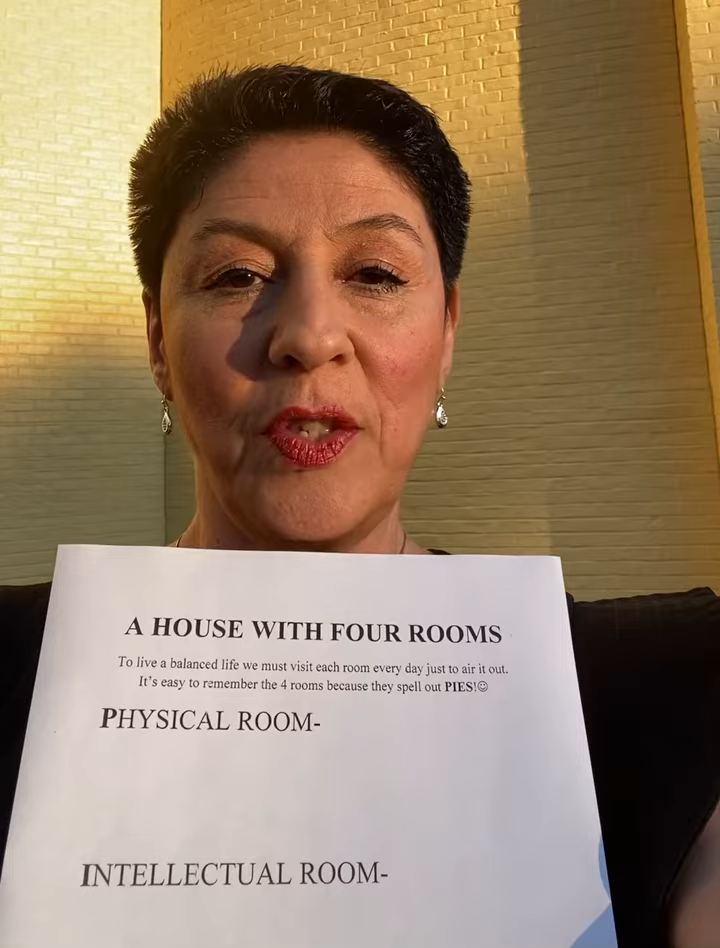 A HOUSE WITH FOUR ROOMS
To live a balanced life we must visit each room every day just to air it out.
It's easy to remember the 4 rooms because they spell out PIES!☺
PHYSICAL ROOM-
INTELLECTUAL ROOM-